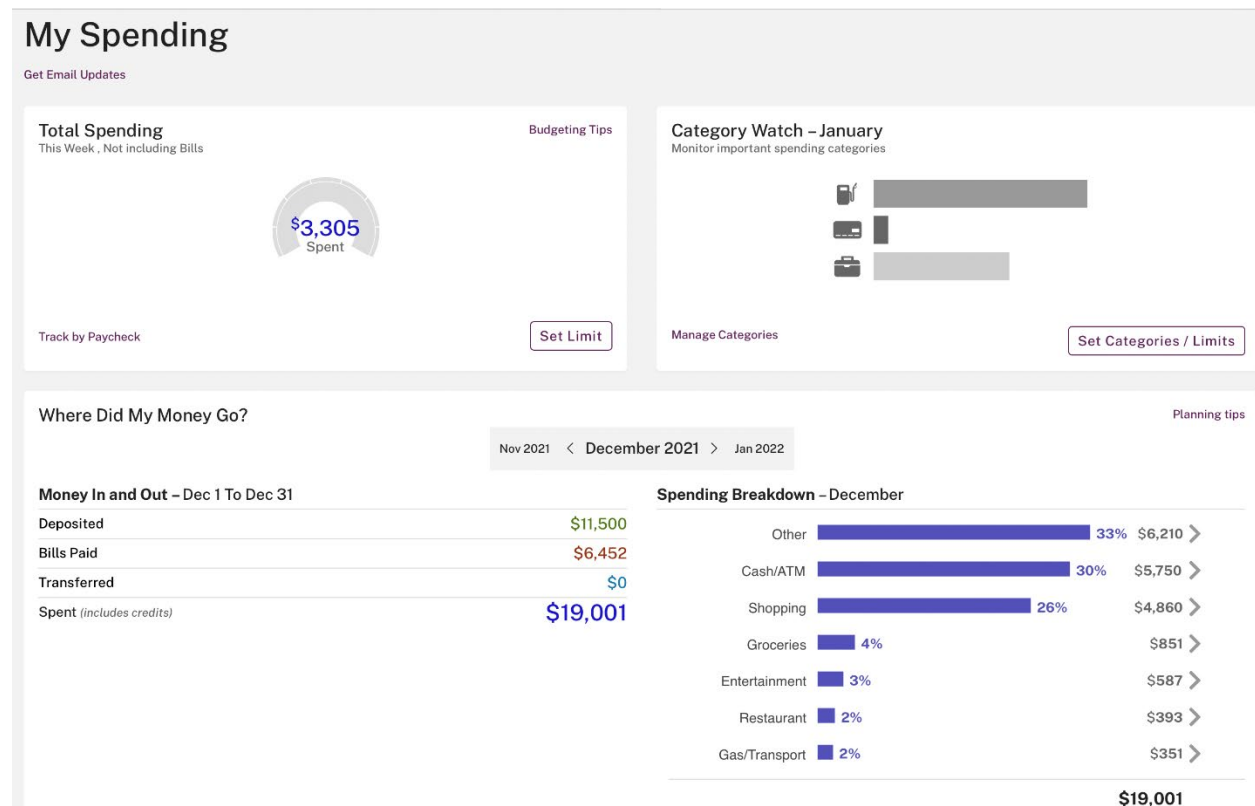 My Spending
Get Email Updates
Total Spending
Budgeting Tips
This Week , Not including Bills
$3,305
Spent
Track by Paycheck
Set Limit
Category Watch – January
Monitor important spending categories
Manage Categories
Set Categories / Limits
Where Did My Money Go?
Planning tips
Nov 2021 < December 2021 > Jan 2022
Money In and Out – Dec 1 To Dec 31
Deposited $11,500
Bills Paid $6,452
Transferred $0
Spent (includes credits) $19,001
Spending Breakdown – December
Other 33% $6,210
Cash/ATM 30% $5,750
Shopping 26% $4,860
Groceries 4% $851
Entertainment 3% $587
Restaurant 2% $393
Gas/Transport 2% $351
$19,001